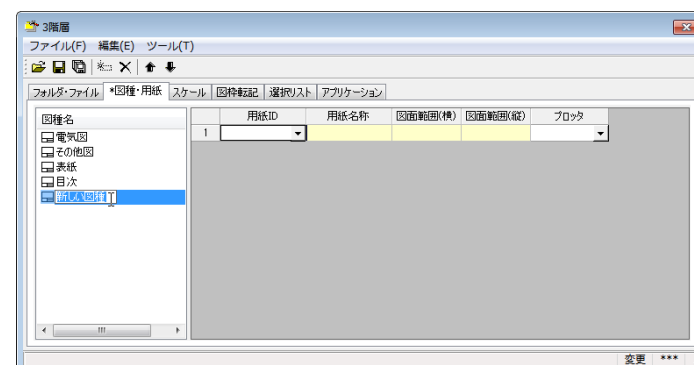 3階層
ファイル(F) 編集(E) ツール(T)
フォルダ・ファイル *図種・用紙 スケール 図枠転記 選択リスト アプリケーション
図種名
電気図
その他図
表紙
目次
新しい図種
用紙ID 用紙名称 図面範囲(横) 図面範囲(縦) プロッタ
1
変更 ***